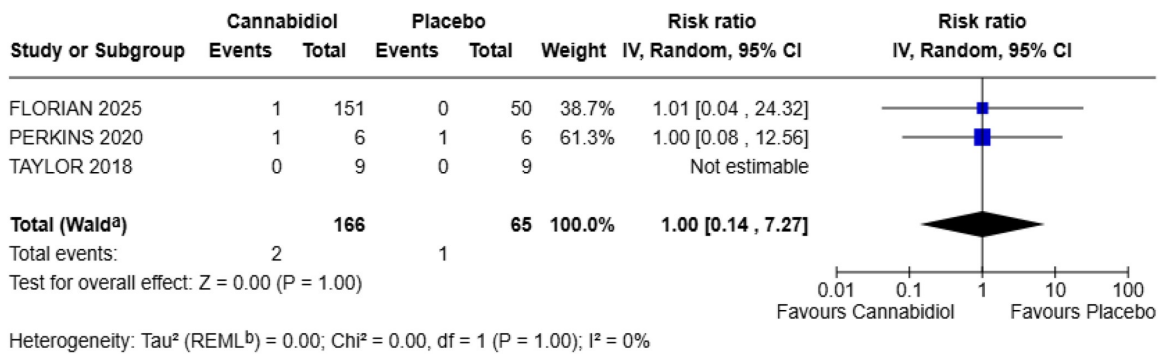 Cannabidiol Placebo Risk ratio Risk ratio
Study or Subgroup Events Total Events Total Weight IV, Random, 95% CI IV, Random, 95% CI
FLORIAN 2025 1 151 0 50 38.7% 1.01 [0.04 , 24.32]
PERKINS 2020 1 6 1 6 61.3% 1.00 [0.08 , 12.56]
TAYLOR 2018 0 9 0 9 Not estimable
Total (Waldᵃ) 166 65 100.0% 1.00 [0.14 , 7.27]
Total events: 2 1
Test for overall effect: Z = 0.00 (P = 1.00) 0.01 0.1 1 10 100
Favours Cannabidiol Favours Placebo
Heterogeneity: Tau² (REMLᵇ) = 0.00; Chi² = 0.00, df = 1 (P = 1.00); I² = 0%